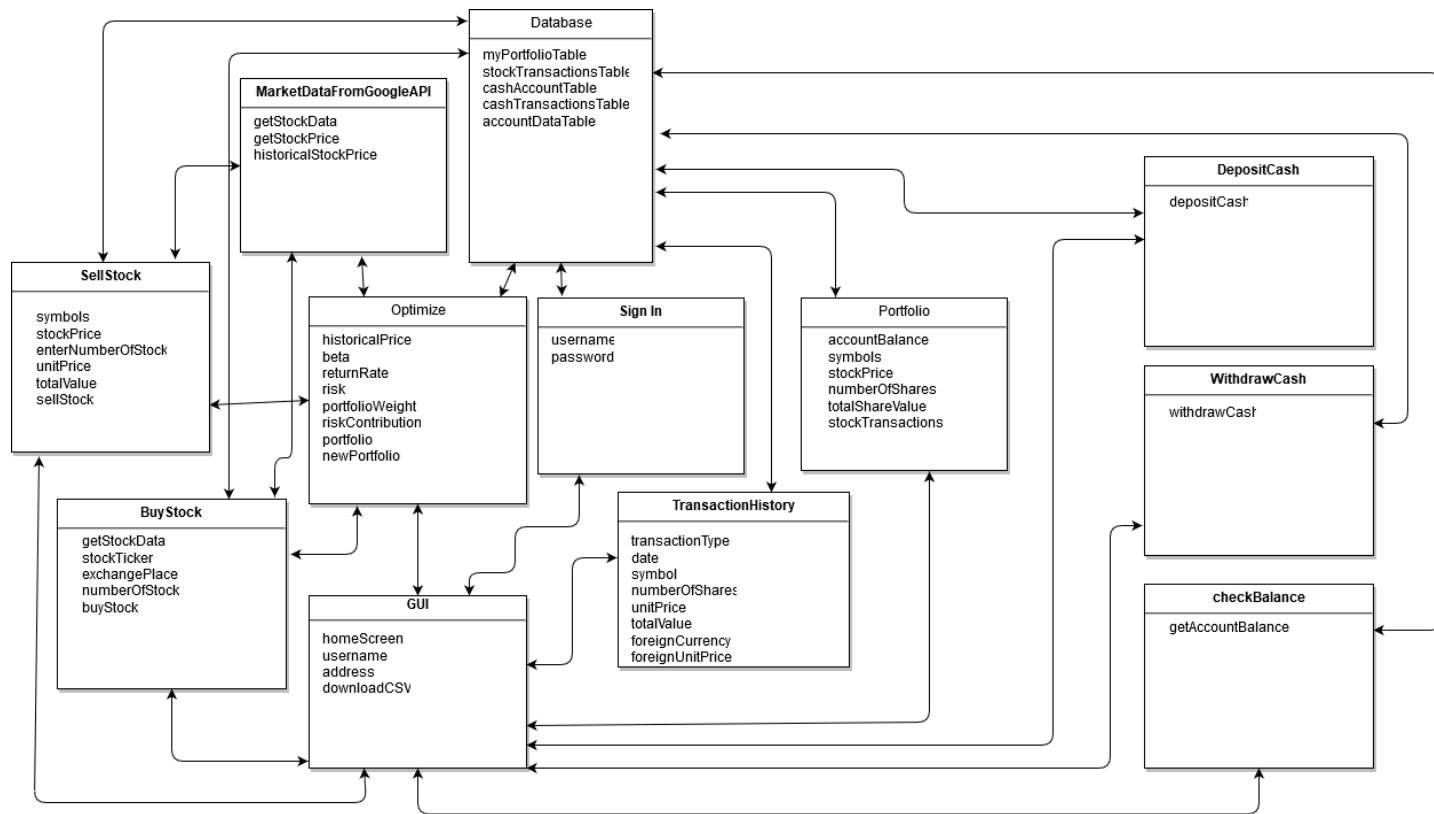 Database
myPortfolioTable
stockTransactionsTable
cashAccountTable
cashTransactionsTable
accountDataTable
MarketDataFromGoogleAPI
getStockData
getStockPrice
historicalStockPrice
DepositCash
depositCash
SellStock
symbols
stockPrice
enterNumberOfStock
unitPrice
totalValue
sellStock
Optimize
historicalPrice
beta
returnRate
risk
portfolioWeight
riskContribution
portfolio
newPortfolio
Sign In
username
password
Portfolio
accountBalance
symbols
stockPrice
numberOfShares
totalShareValue
stockTransactions
WithdrawCash
withdrawCash
BuyStock
getStockData
stockTicker
exchangePlace
numberOfStock
buyStock
TransactionHistory
transactionType
date
symbol
numberOfShares
unitPrice
totalValue
foreignCurrency
foreignUnitPrice
GUI
homeScreen
username
address
downloadCSV
checkBalance
getAccountBalance